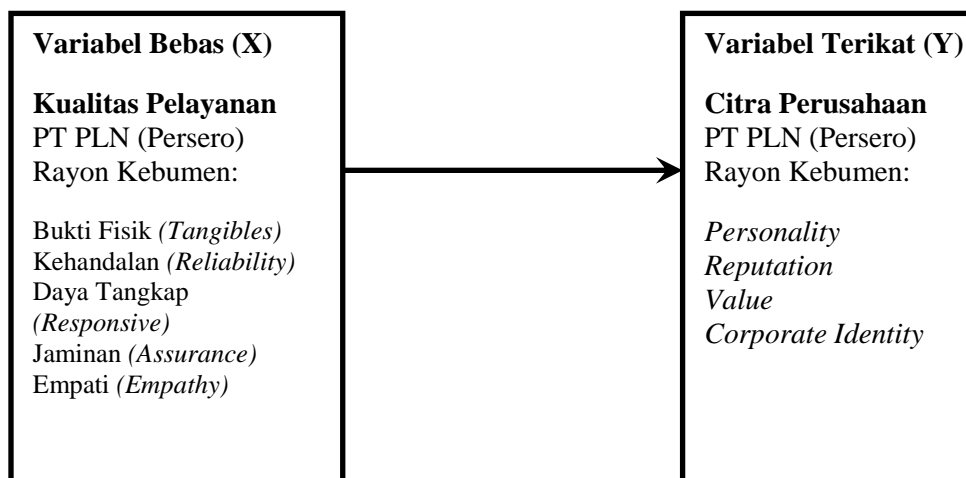 Variabel Bebas (X)
Kualitas Pelayanan
PT PLN (Persero)
Rayon Kebumen:
Bukti Fisik (Tangibles)
Kehandalan (Reliability)
Daya Tangkap
(Responsive)
Jaminan (Assurance)
Empati (Empathy)
Variabel Terikat (Y)
Citra Perusahaan
PT PLN (Persero)
Rayon Kebumen:
Personality
Reputation
Value
Corporate Identity